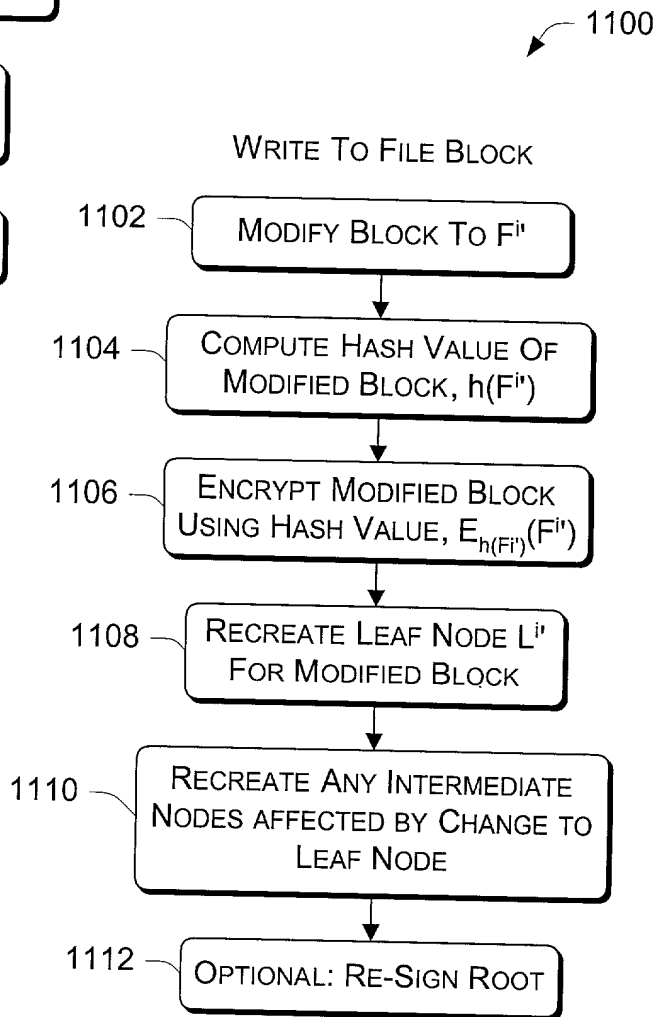 1100
WRITE TO FILE BLOCK
1102
MODIFY BLOCK TO Fⁱ'
1104
COMPUTE HASH VALUE OF
MODIFIED BLOCK, h(Fⁱ')
1106
ENCRYPT MODIFIED BLOCK
USING HASH VALUE, E_h(Fi')(Fⁱ')
1108
RECREATE LEAF NODE Lⁱ'
FOR MODIFIED BLOCK
1110
RECREATE ANY INTERMEDIATE
NODES AFFECTED BY CHANGE TO
LEAF NODE
1112
OPTIONAL: RE-SIGN ROOT